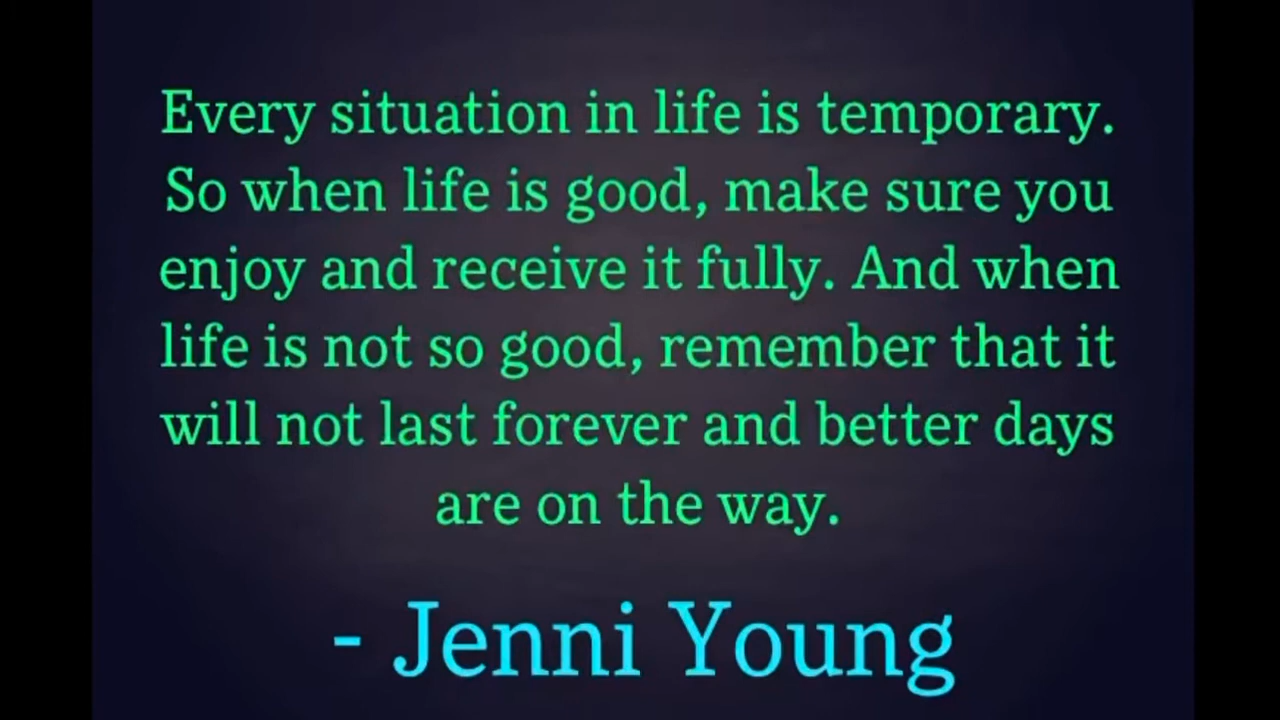 Every situation in life is temporary.
So when life is good, make sure you
enjoy and receive it fully. And when
life is not so good, remember that it
will not last forever and better days
are on the way.
- Jenni Young